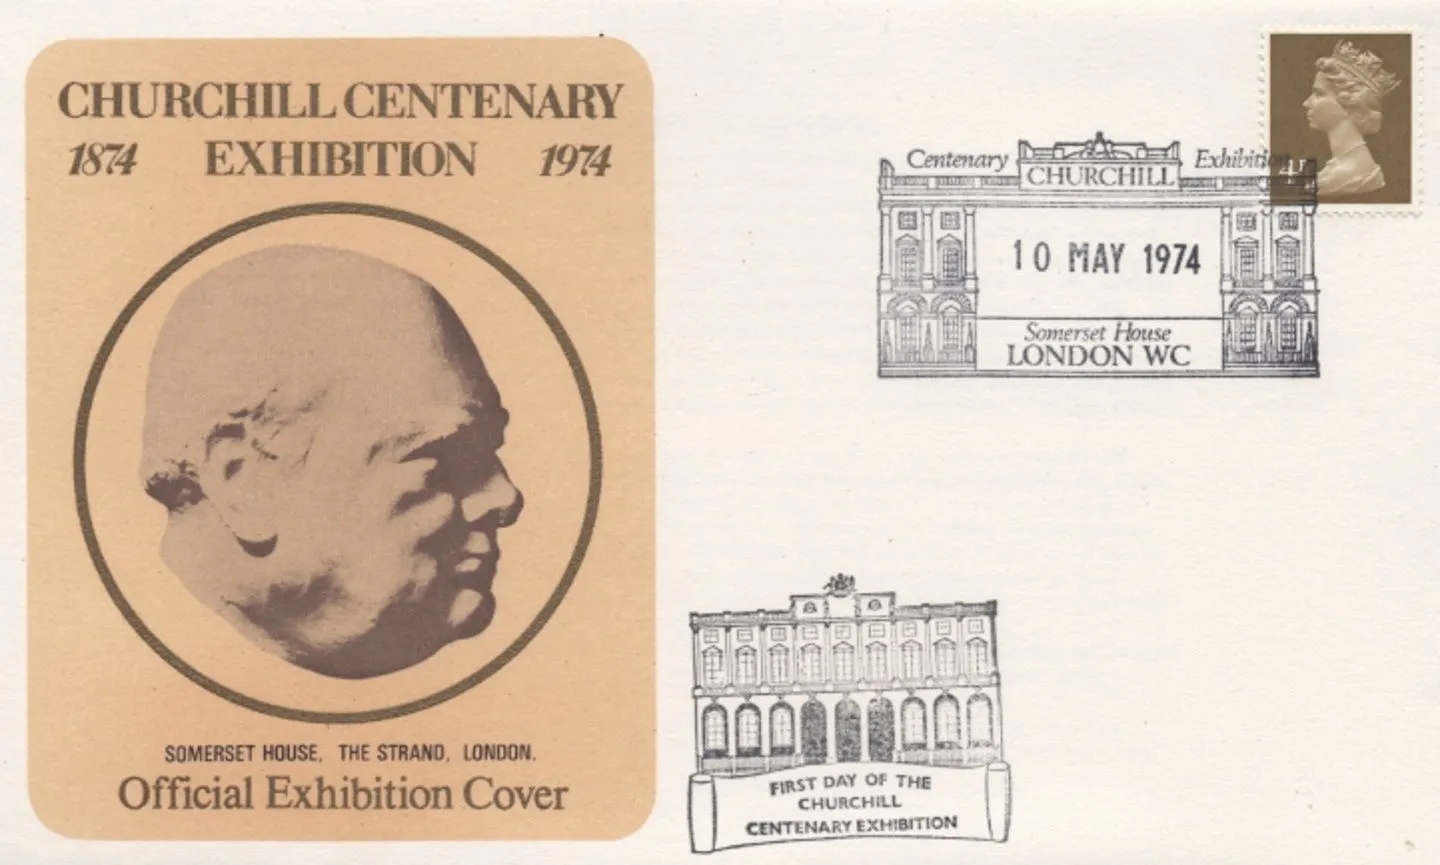 CHURCHILL CENTENARY
1874 EXHIBITION 1974
SOMERSET HOUSE, THE STRAND, LONDON.
Official Exhibition Cover
Centenary CHURCHILL Exhibition
10 MAY 1974
Somerset House
LONDON WC
4P
FIRST DAY OF THE
CHURCHILL
CENTENARY EXHIBITION